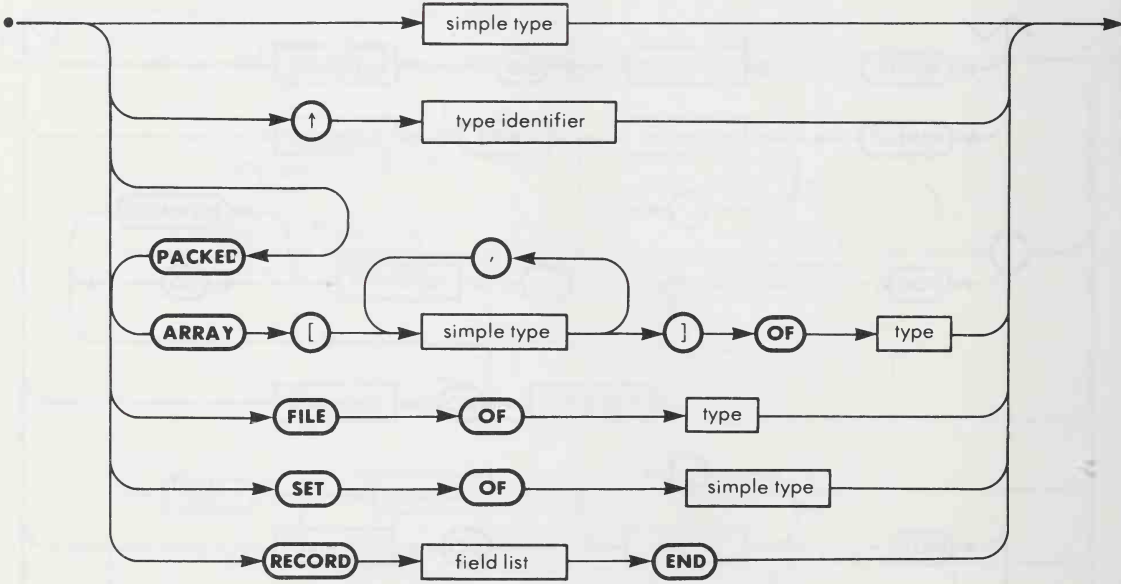 simple type
↑ type identifier
PACKED
,
ARRAY [ simple type ] OF type
FILE OF type
SET OF simple type
RECORD field list END